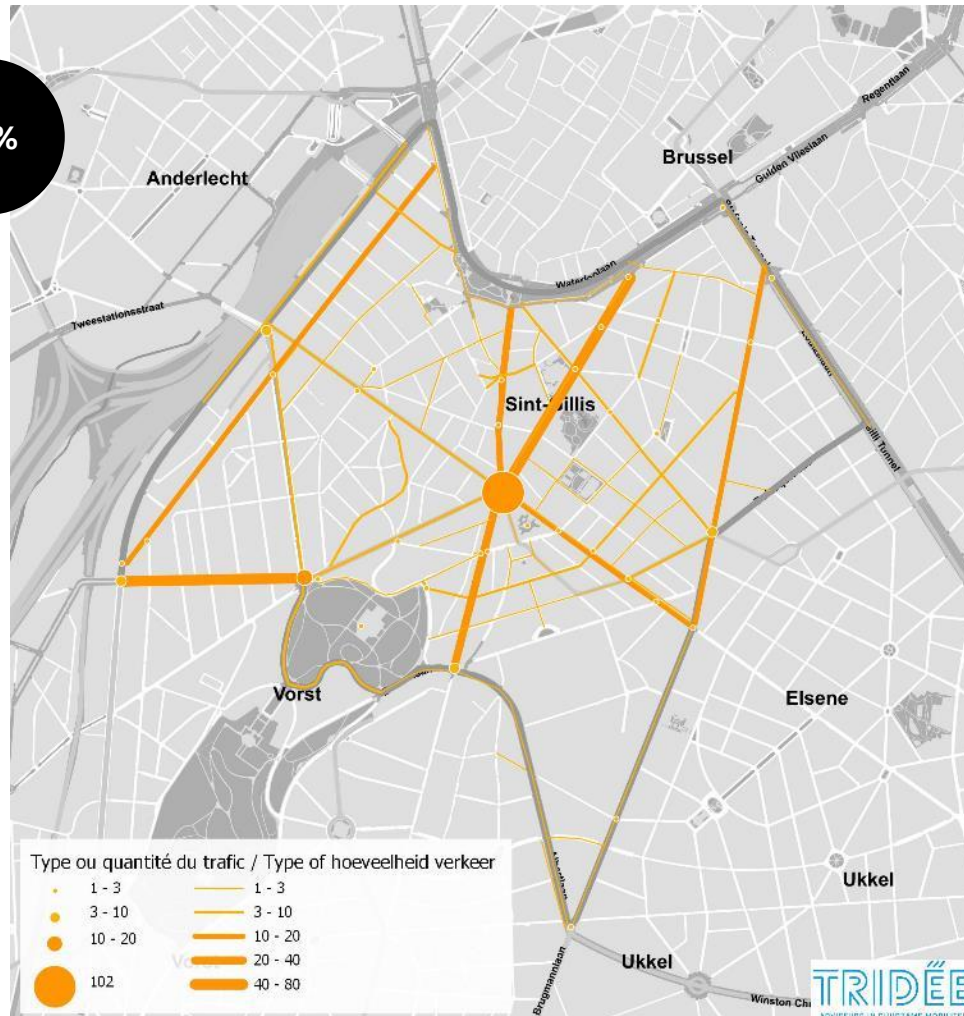 %
Anderlecht
Brussel
Regentlaan
Gulden Vlieslaan
Waterloolaan
Tweestationsstraat
Sint-Gillis
Vorst
Elsene
Ukkel
Albertlaan
Ukkel
Brugmannlaan
Type ou quantité du trafic / Type of hoeveelheid verkeer
1 - 3
3 - 10
10 - 20
102
1 - 3
3 - 10
10 - 20
20 - 40
40 - 80
Vorst
TRIDÉE